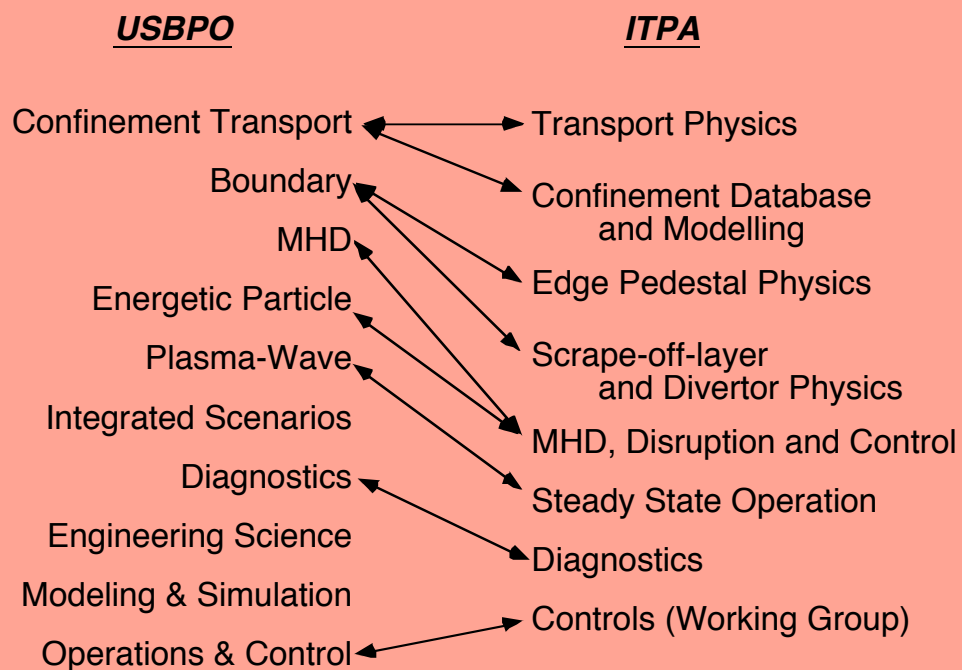 USBPO
ITPA
Confinement Transport
Boundary
MHD
Energetic Particle
Plasma-Wave
Integrated Scenarios
Diagnostics
Engineering Science
Modeling & Simulation
Operations & Control
Transport Physics
Confinement Database
and Modelling
Edge Pedestal Physics
Scrape-off-layer
and Divertor Physics
MHD, Disruption and Control
Steady State Operation
Diagnostics
Controls (Working Group)